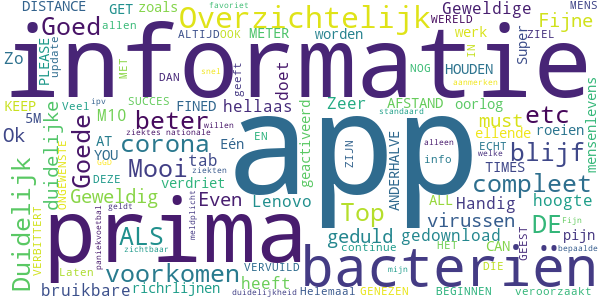 DISTANCE zoals GET allen favoriet Geweldige MENS
Goed Overzichtelijk WERELD Fijne
ALTIJD OOK METER worden werk Super ZIEL
informatie
Zo PLEASE update MET DAN doet NOG IN HOUDEN aanmerken
KEEP Veel ipv SUCCES FINED geeft snel hellaas AFSTAND oorlog
M10 beter Zeer must etc
Ok 5M Goede ziektes nationale willen EN standaard ellende roeien
duidelijke AT YOU corona Eén geactiveerd ZIJN ANDERHALVE alleen info ECHT welke mensenlevens
app
Duidelijk ONGEWENSTE DEZE Mooi tab ziekten blijf TIMES
VERBITTERT Geweldig verdriet Lenovo ALL compleet
geldt Even Top Handig hoogte
prima
paniekvoetbal meldplicht virussen DE Fijn
ALS geduld gedownload GEEST CAN pijn
Laten zichtbaar continue HET bacteriën bepaalde
voorkomen VERVUILD mijn DIE
bruikbare richrlijnen heeft duidelijkheid Helemaal GENEZEN BEGINNEN veroorzaakt